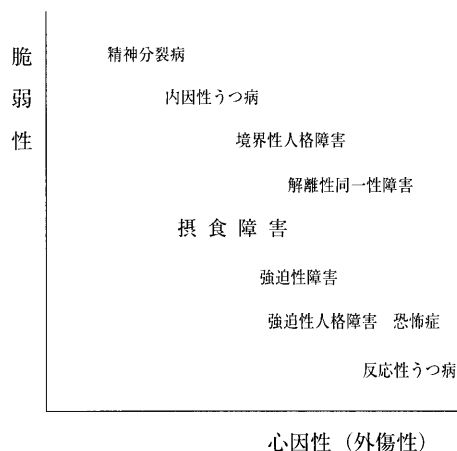 脆弱性
精神分裂病
内因性うつ病
境界性人格障害
解離性同一性障害
摂食障害
強迫性障害
強迫性人格障害 恐怖症
反応性うつ病
心因性（外傷性）